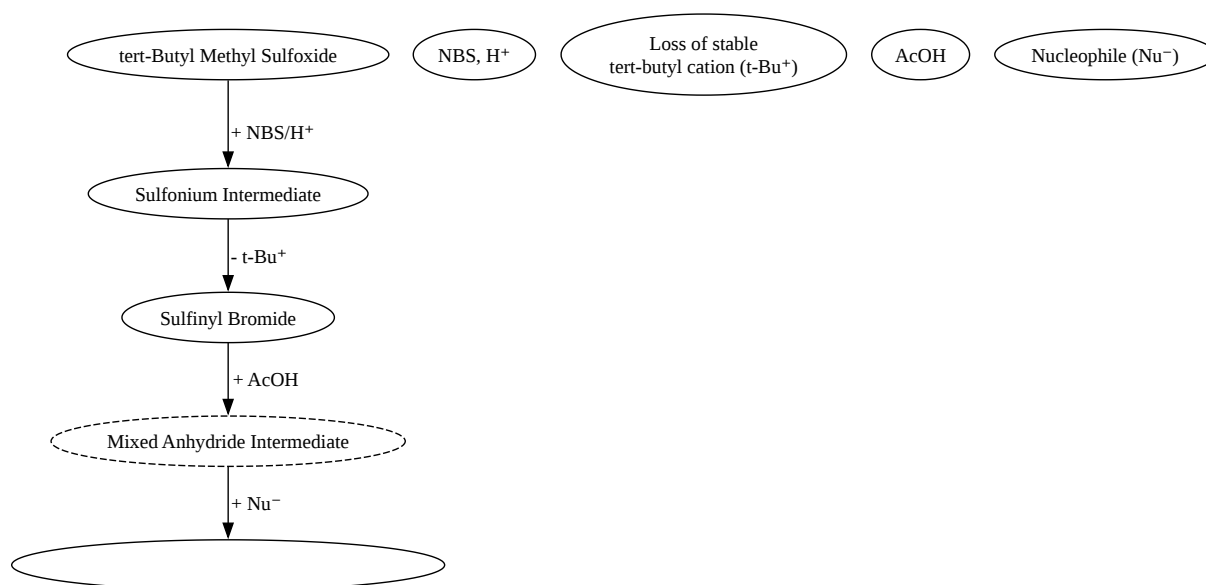 tert-Butyl Methyl Sulfoxide
NBS, H⁺
Loss of stable
tert-butyl cation (t-Bu⁺)
AcOH
Nucleophile (Nu⁻)
+ NBS/H⁺
Sulfonium Intermediate
- t-Bu⁺
Sulfinyl Bromide
+ AcOH
Mixed Anhydride Intermediate
+ Nu⁻